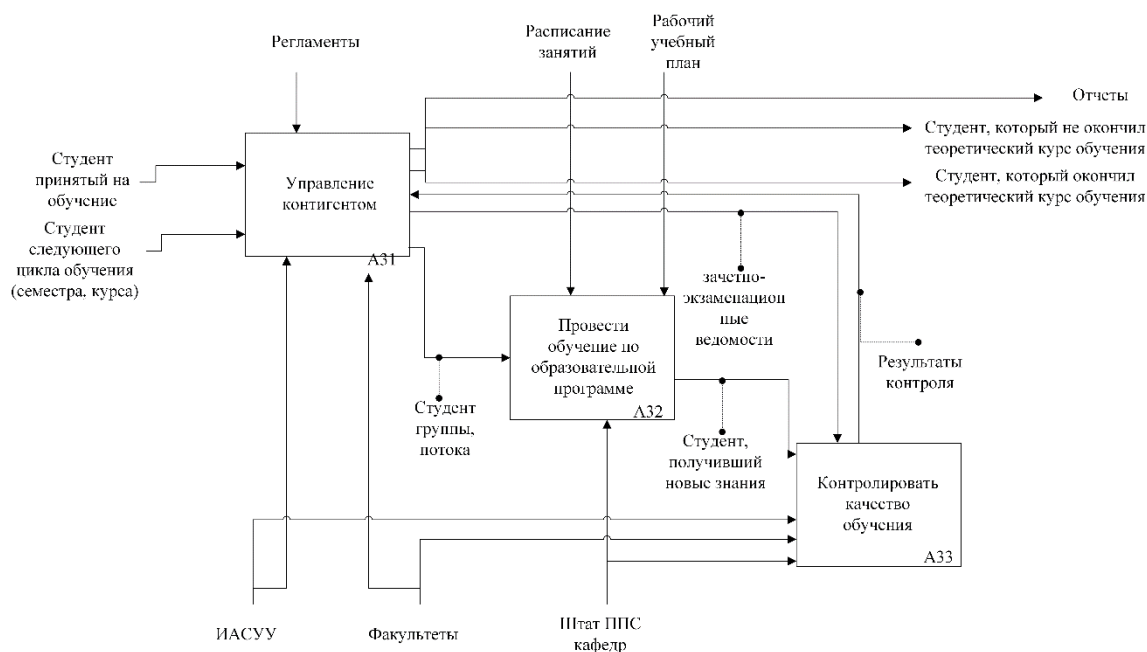 Регламенты
Расписание
занятий
Рабочий
учебный
план
Отчеты
Студент, который не окончил
теоретический курс обучения
Студент, который окончил
теоретический курс обучения
Студент
принятый на
обучение
Студент
следующего
цикла обучения
(семестра, курса)
Управление
контигентом
А31
зачетно-
экзаменацион
ные
ведомости
Провести
обучение по
образовательной
программе
А32
Результаты
контроля
Студент
группы,
потока
Студент,
получивший
новые знания
Контролировать
качество
обучения
А33
ИАСУУ
Факультеты
Штат ППС
кафедр